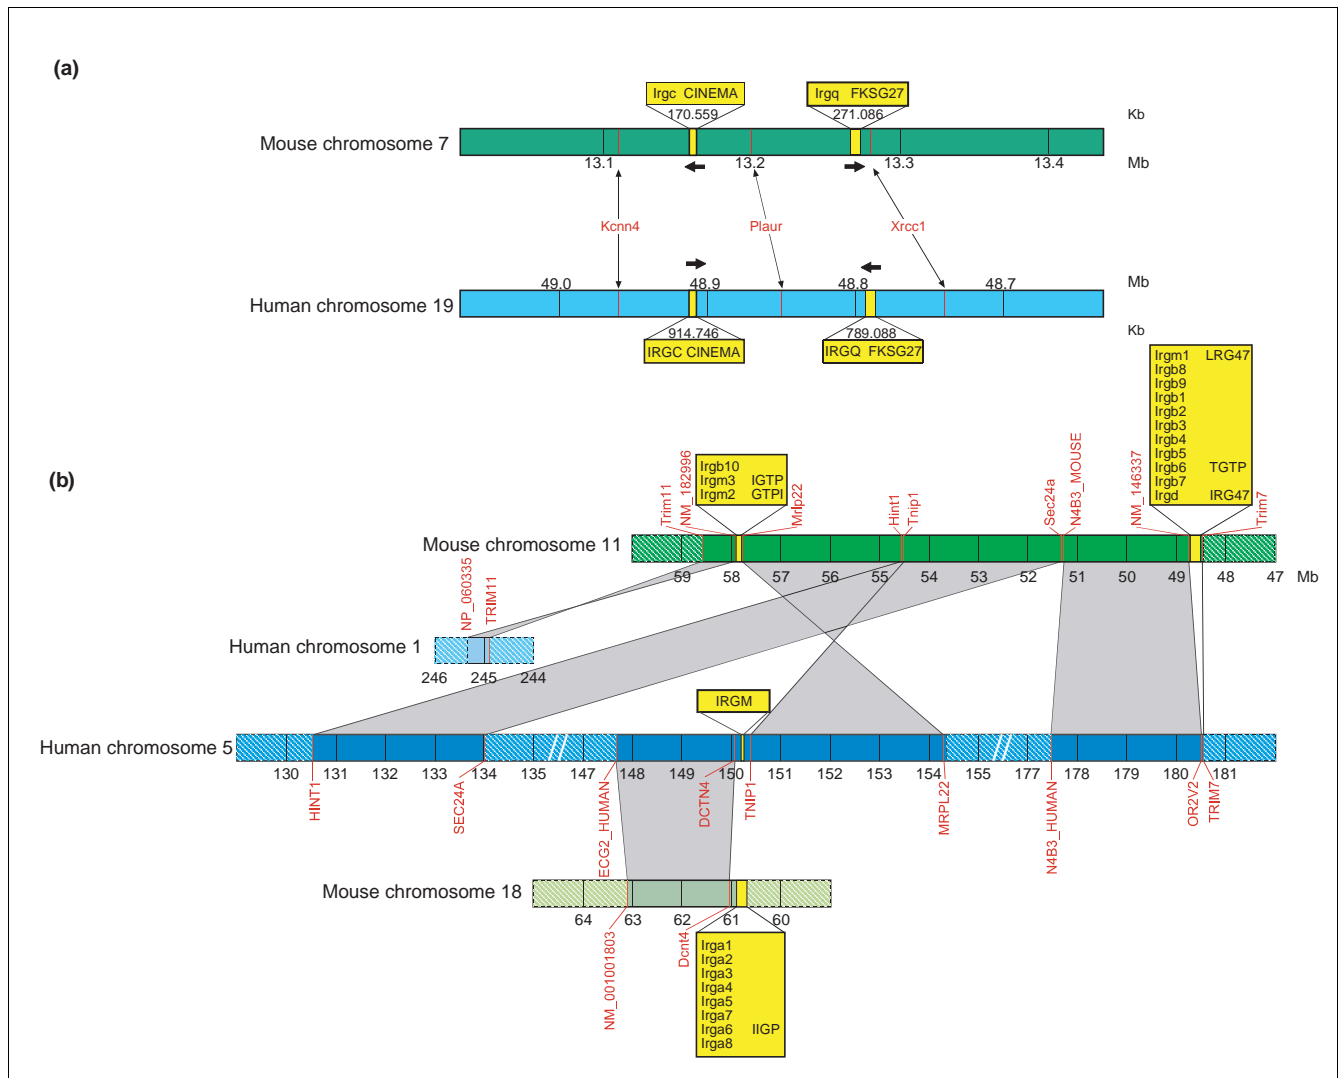 (a)
Irgc CINEMA
Irgq FKSG27
170.559
271.086
Kb
Mouse chromosome 7
13.1
13.2
13.3
13.4
Mb
Kcnn4
Plaur
Xrcc1
49.0
48.9
48.8
48.7
Mb
Human chromosome 19
914.746
789.088
Kb
IRGC CINEMA
IRGQ FKSG27
(b)
Irgm1 LRG47
Irgb8
Irgb9
Irgb1
Irgb2
Irgb3
Irgb4
Irgb5
Irgb6 TGTP
Irgb7
Irgd IRG47
Irgb10
Irgm3 IGTP
Irgm2 GTPI
Trim11
NM_182996
Mrlp22
Hint1
Tnip1
Sec24a
N4B3_MOUSE
NM_146337
Trim7
Mouse chromosome 11
59
58
57
56
55
54
53
52
51
50
49
48
47
Mb
NP_060335
TRIM11
Human chromosome 1
246
245
244
IRGM
Human chromosome 5
130
131
132
133
134
135
147
148
149
150
151
152
153
154
155
177
178
179
180
181
HINT1
SEC24A
ECG2_HUMAN
DCTN4
TNIP1
MRPL22
N4B3_HUMAN
OR2V2
TRIM7
Mouse chromosome 18
64
63
62
61
60
NM_001001803
Dcnt4
Irga1
Irga2
Irga3
Irga4
Irga5
Irga7
Irga6 IIGP
Irga8